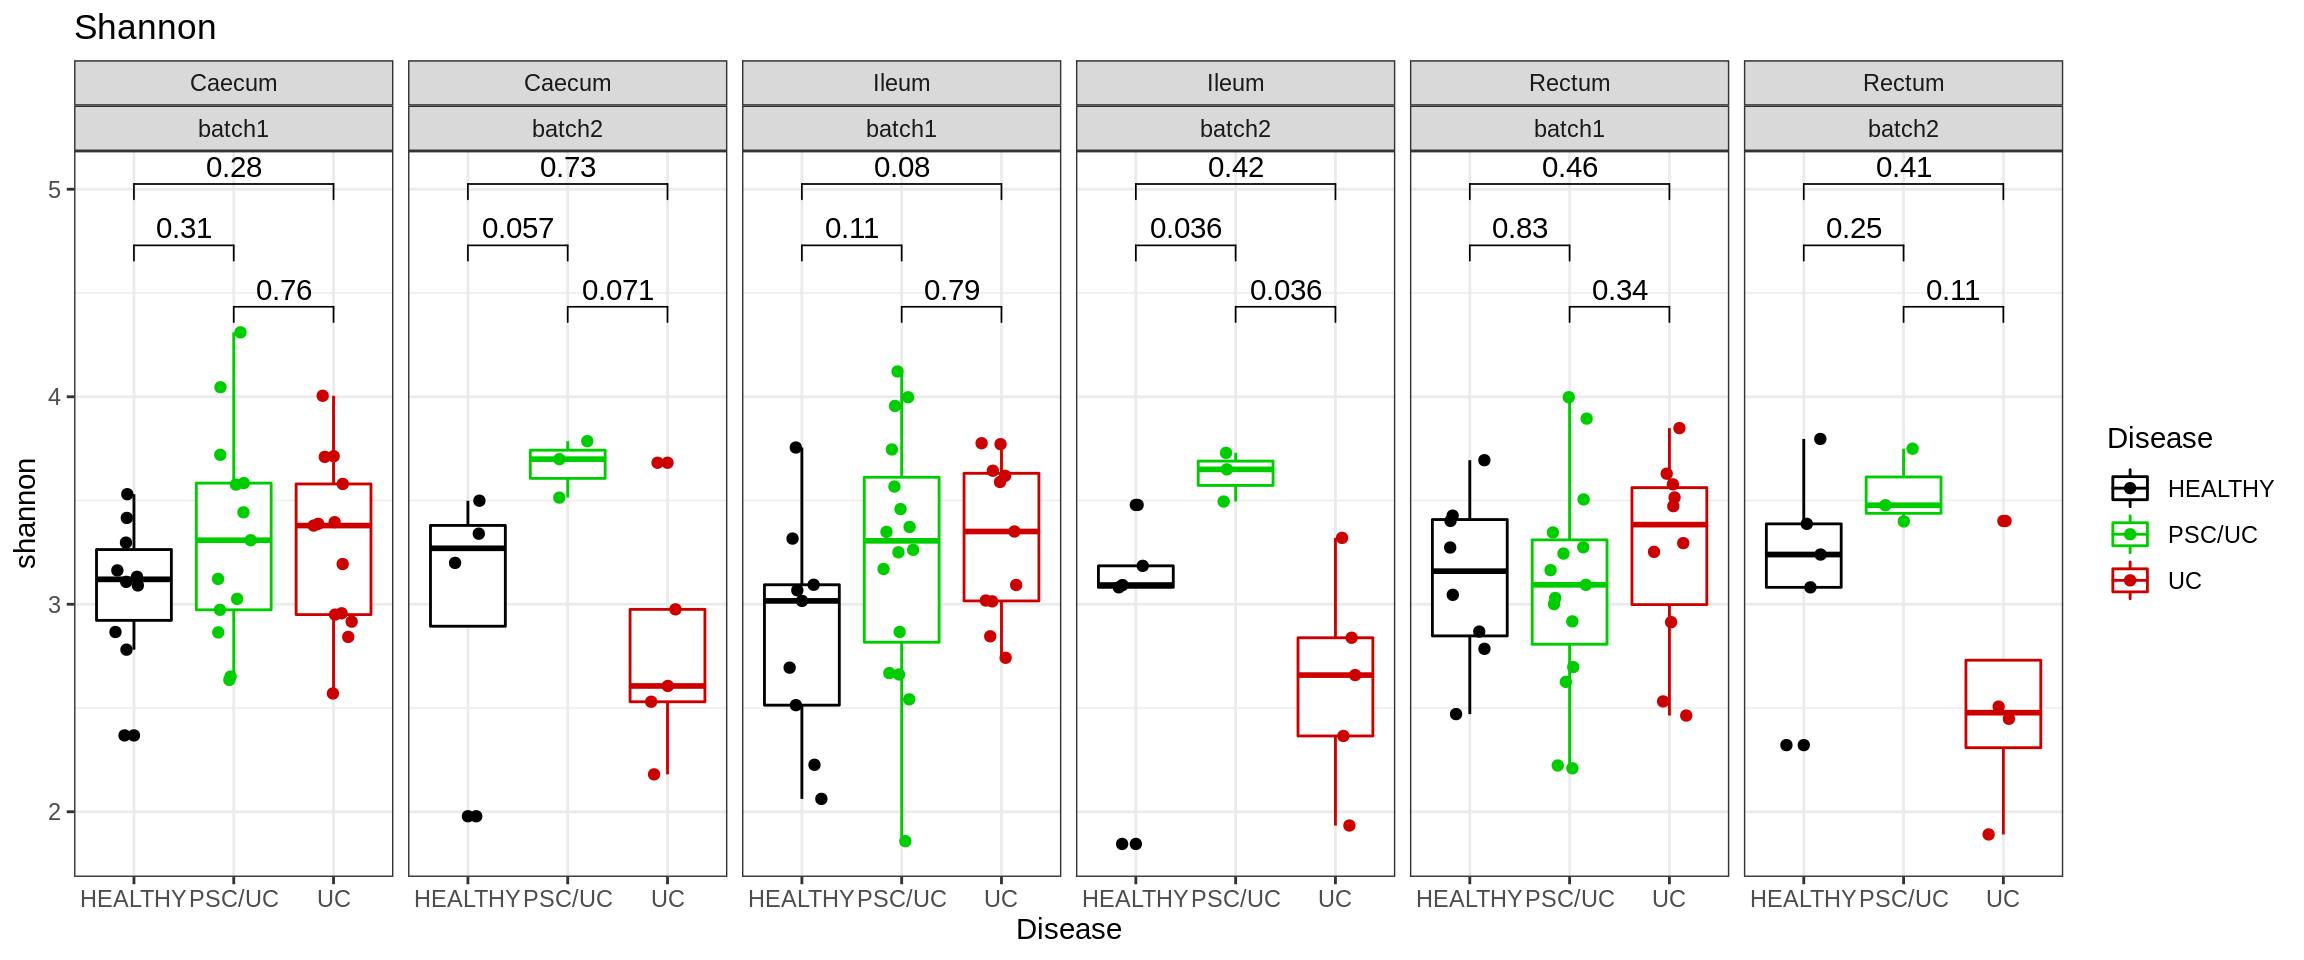 Shannon
Caecum Caecum Ileum Ileum Rectum Rectum
batch1 batch2 batch1 batch2 batch1 batch2
0.28 0.73 0.08 0.42 0.46 0.41
5
0.31 0.057 0.11 0.036 0.83 0.25
0.76 0.071 0.79 0.036 0.34 0.11
4
3
2
shannon
HEALTHY PSC/UC UC HEALTHY PSC/UC UC HEALTHY PSC/UC UC HEALTHY PSC/UC UC HEALTHY PSC/UC UC HEALTHY PSC/UC UC
Disease
Disease
HEALTHY
PSC/UC
UC